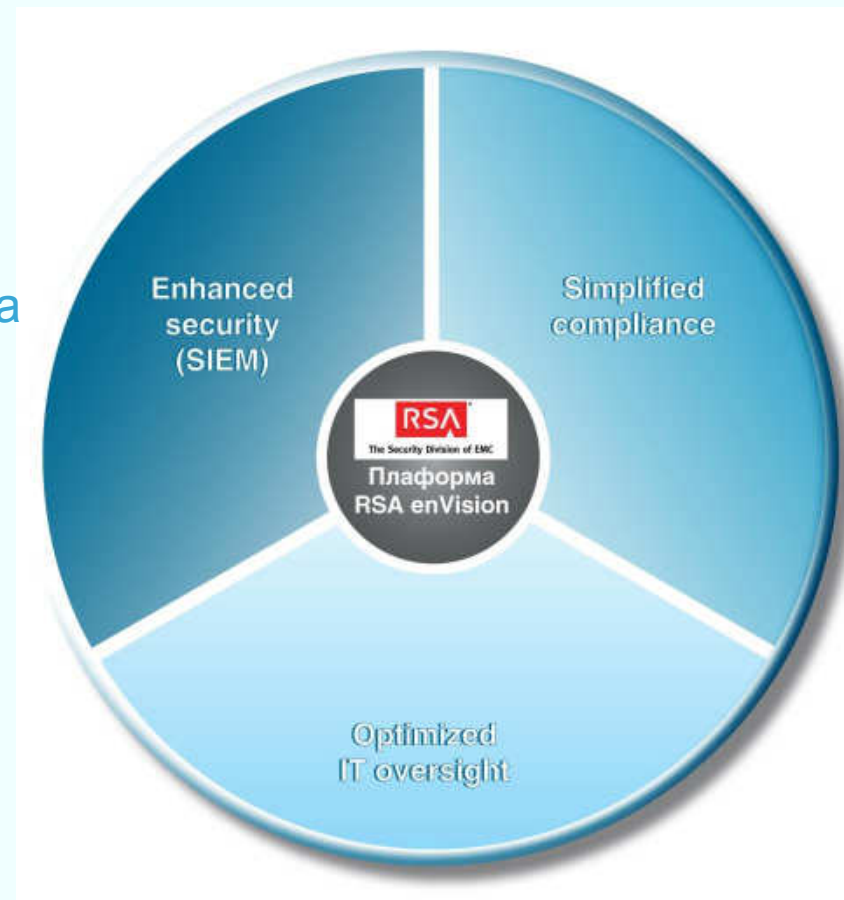 а
Enhanced
security
(SIEM)
Simplified
compliance
RSA
The Security Division of EMC
Плаформа
RSA enVision
Optimized
IT oversight